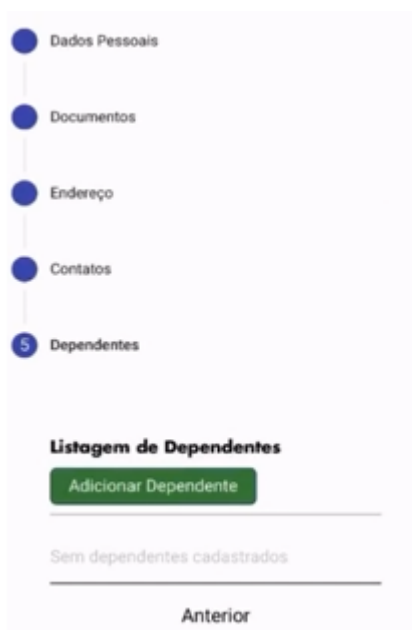 Dados Pessoais
Documentos
Endereço
Contatos
5 Dependentes
Listagem de Dependentes
Adicionar Dependente
Sem dependentes cadastrados
Anterior